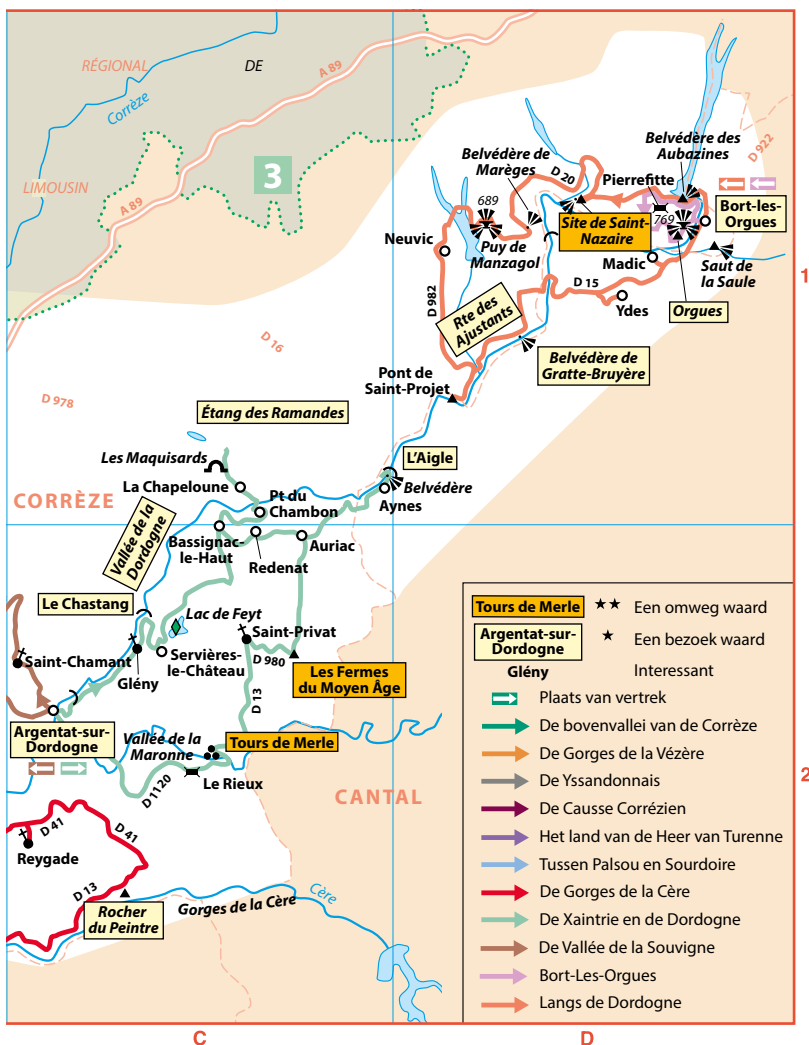 RÉGIONAL
DE
A 89
Corrèze
3
LIMOUSIN
A 89
D 16
D 978
Belvédère des
Aubazines
D 922
Belvédère de
Marèges
D 20
Pierrefitte
689
769
Bort-les-
Orgues
Site de Saint-
Nazaire
Neuvic
Puy de
Manzagol
Madic
Saut de
la Saule
D 982
D 15
Ydes
Orgues
Rte des
Ajustants
Belvédère de
Gratte-Bruyère
Pont de
Saint-Projet
1
Étang des Ramandes
Les Maquisards
L'Aigle
La Chapeloune
Belvédère
Aynes
CORRÈZE
Pt du
Chambon
Vallée de la
Dordogne
Bassignac-
le-Haut
Redenat
Auriac
Le Chastang
Lac de Feyt
Saint-Privat
Saint-Chamant
Servières-
le-Château
D 980
Glény
Les Fermes
du Moyen Âge
D 13
Argentat-sur-
Dordogne
Vallée de la
Maronne
Tours de Merle
Le Rieux
D1120
CANTAL
D 41
D 41
Reygade
D 13
Rocher
du Peintre
Gorges de la Cère
Cère
Tours de Merle ★★ Een omweg waard
Argentat-sur-
Dordogne ★ Een bezoek waard
Glény Interessant
Plaats van vertrek
De bovenvallei van de Corrèze
De Gorges de la Vézère
De Yssandonnais
De Causse Corrézien
Het land van de Heer van Turenne
Tussen Palsou en Sourdoire
De Gorges de la Cère
De Xaintrie en de Dordogne
De Vallée de la Souvigne
Bort-Les-Orgues
Langs de Dordogne
2
C
D